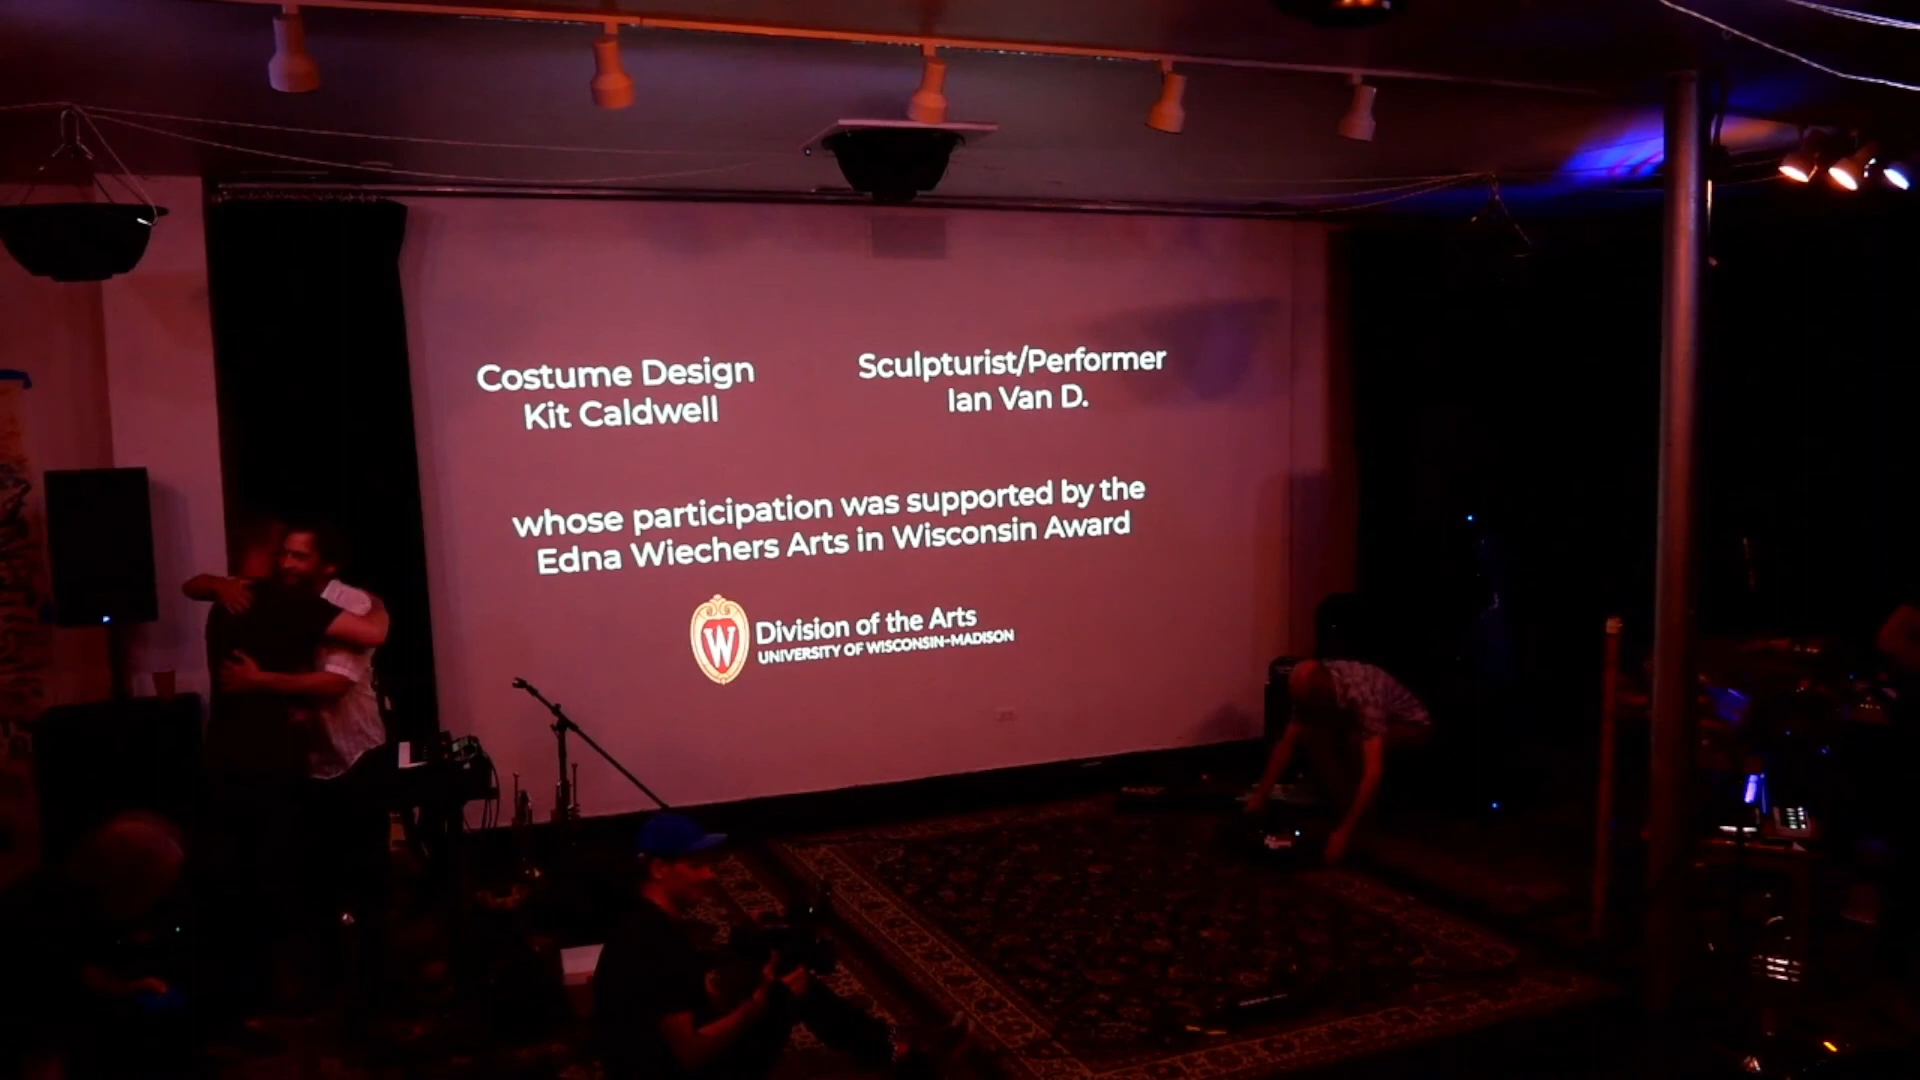 Costume Design
Kit Caldwell
Sculpturist/Performer
Ian Van D.
whose participation was supported by the
Edna Wiechers Arts in Wisconsin Award
W
Division of the Arts
UNIVERSITY OF WISCONSIN-MADISON